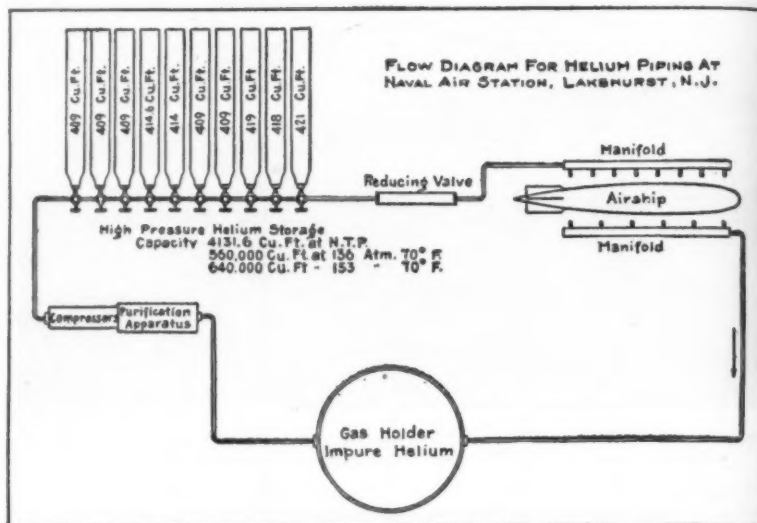 FLOW DIAGRAM FOR HELIUM PIPING AT
NAVAL AIR STATION, LAKEHURST, N.J.
409 Cu.Ft.
409 Cu.Ft.
409 Cu.Ft.
414.6 Cu.Ft.
414 Cu.Ft.
409 Cu.Ft.
409 Cu.Ft.
419 Cu.Ft.
418 Cu.Ft.
421 Cu.Ft.
Reducing Valve
Manifold
Airship
Manifold
High Pressure Helium Storage
Capacity 4131.6 Cu.Ft. at N.T.P.
560,000 Cu.Ft. at 136 Atm. 70° F.
640,000 Cu.Ft - 153 " 70° F.
Compressors
Purification
Apparatus
Gas Holder
Impure Helium